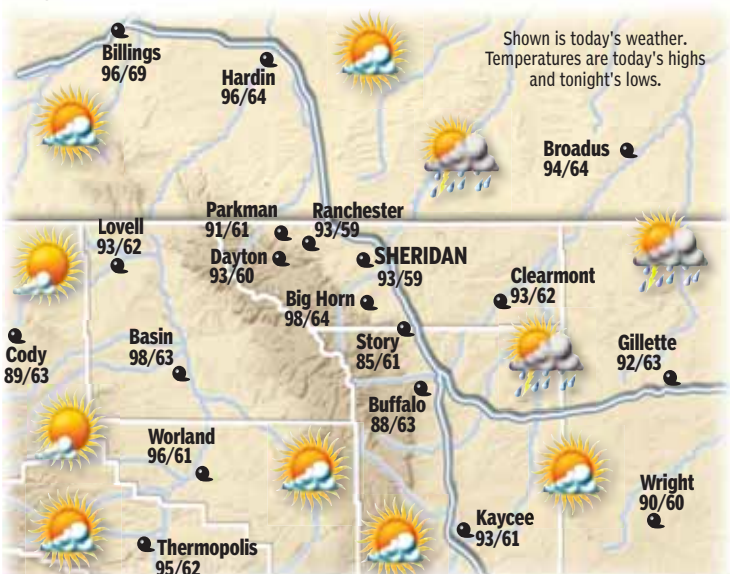 Shown is today's weather.
Temperatures are today's highs
and tonight's lows.
Billings
96/69
Hardin
96/64
Broadus
94/64
Parkman
91/61
Ranchester
93/59
Lovell
93/62
Dayton
93/60
SHERIDAN
93/59
Big Horn
98/64
Clearmont
93/62
Cody
89/63
Basin
98/63
Story
85/61
Gillette
92/63
Buffalo
88/63
Worland
96/61
Wright
90/60
Kaycee
93/61
Thermopolis
95/62